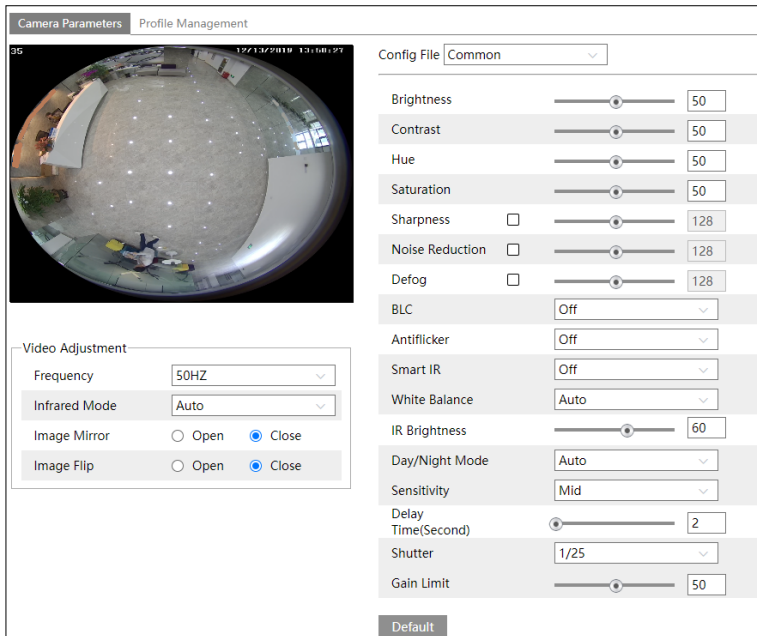 Camera Parameters Profile Management
35 12/13/2019 13:50:27
Config File Common
Brightness 50
Contrast 50
Hue 50
Saturation 50
Sharpness 128
Noise Reduction 128
Defog 128
BLC Off
Antiflicker Off
Smart IR Off
White Balance Auto
IR Brightness 60
Day/Night Mode Auto
Sensitivity Mid
Delay
Time(Second) 2
Shutter 1/25
Gain Limit 50
Default
Video Adjustment
Frequency 50HZ
Infrared Mode Auto
Image Mirror Open Close
Image Flip Open Close